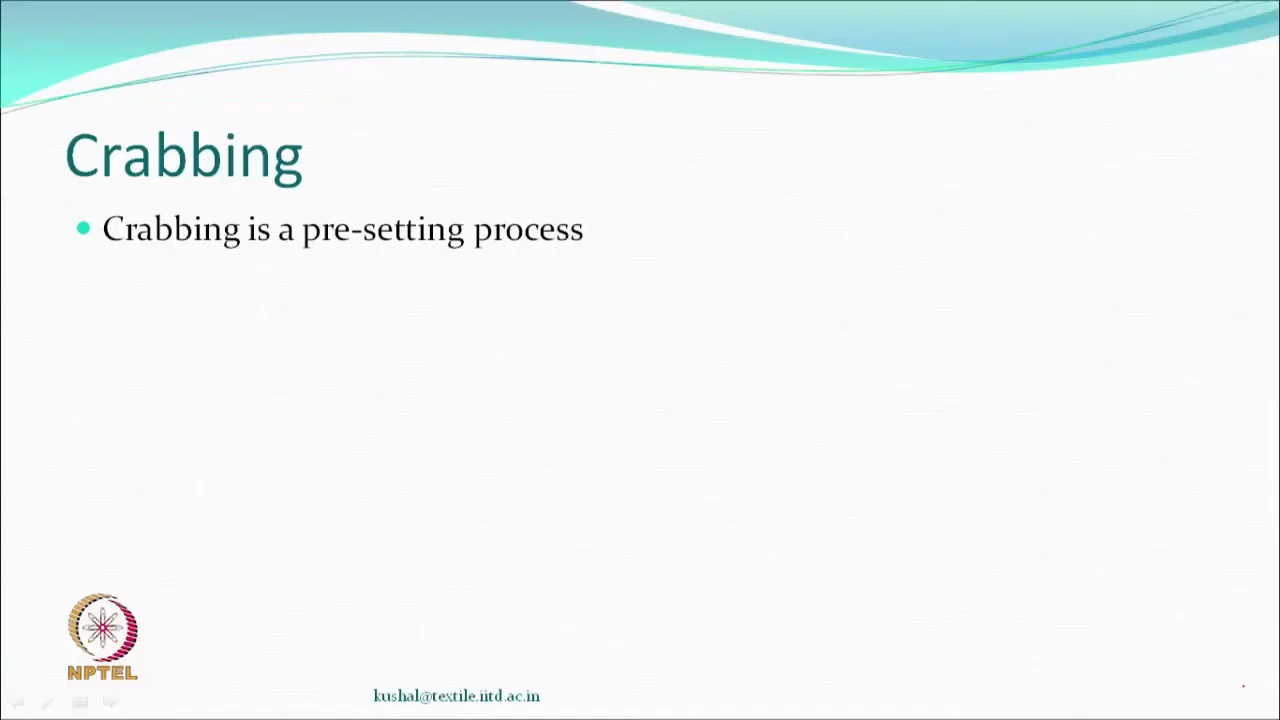 Crabbing
Crabbing is a pre-setting process
NPTEL
kushal@textile.iitd.ac.in